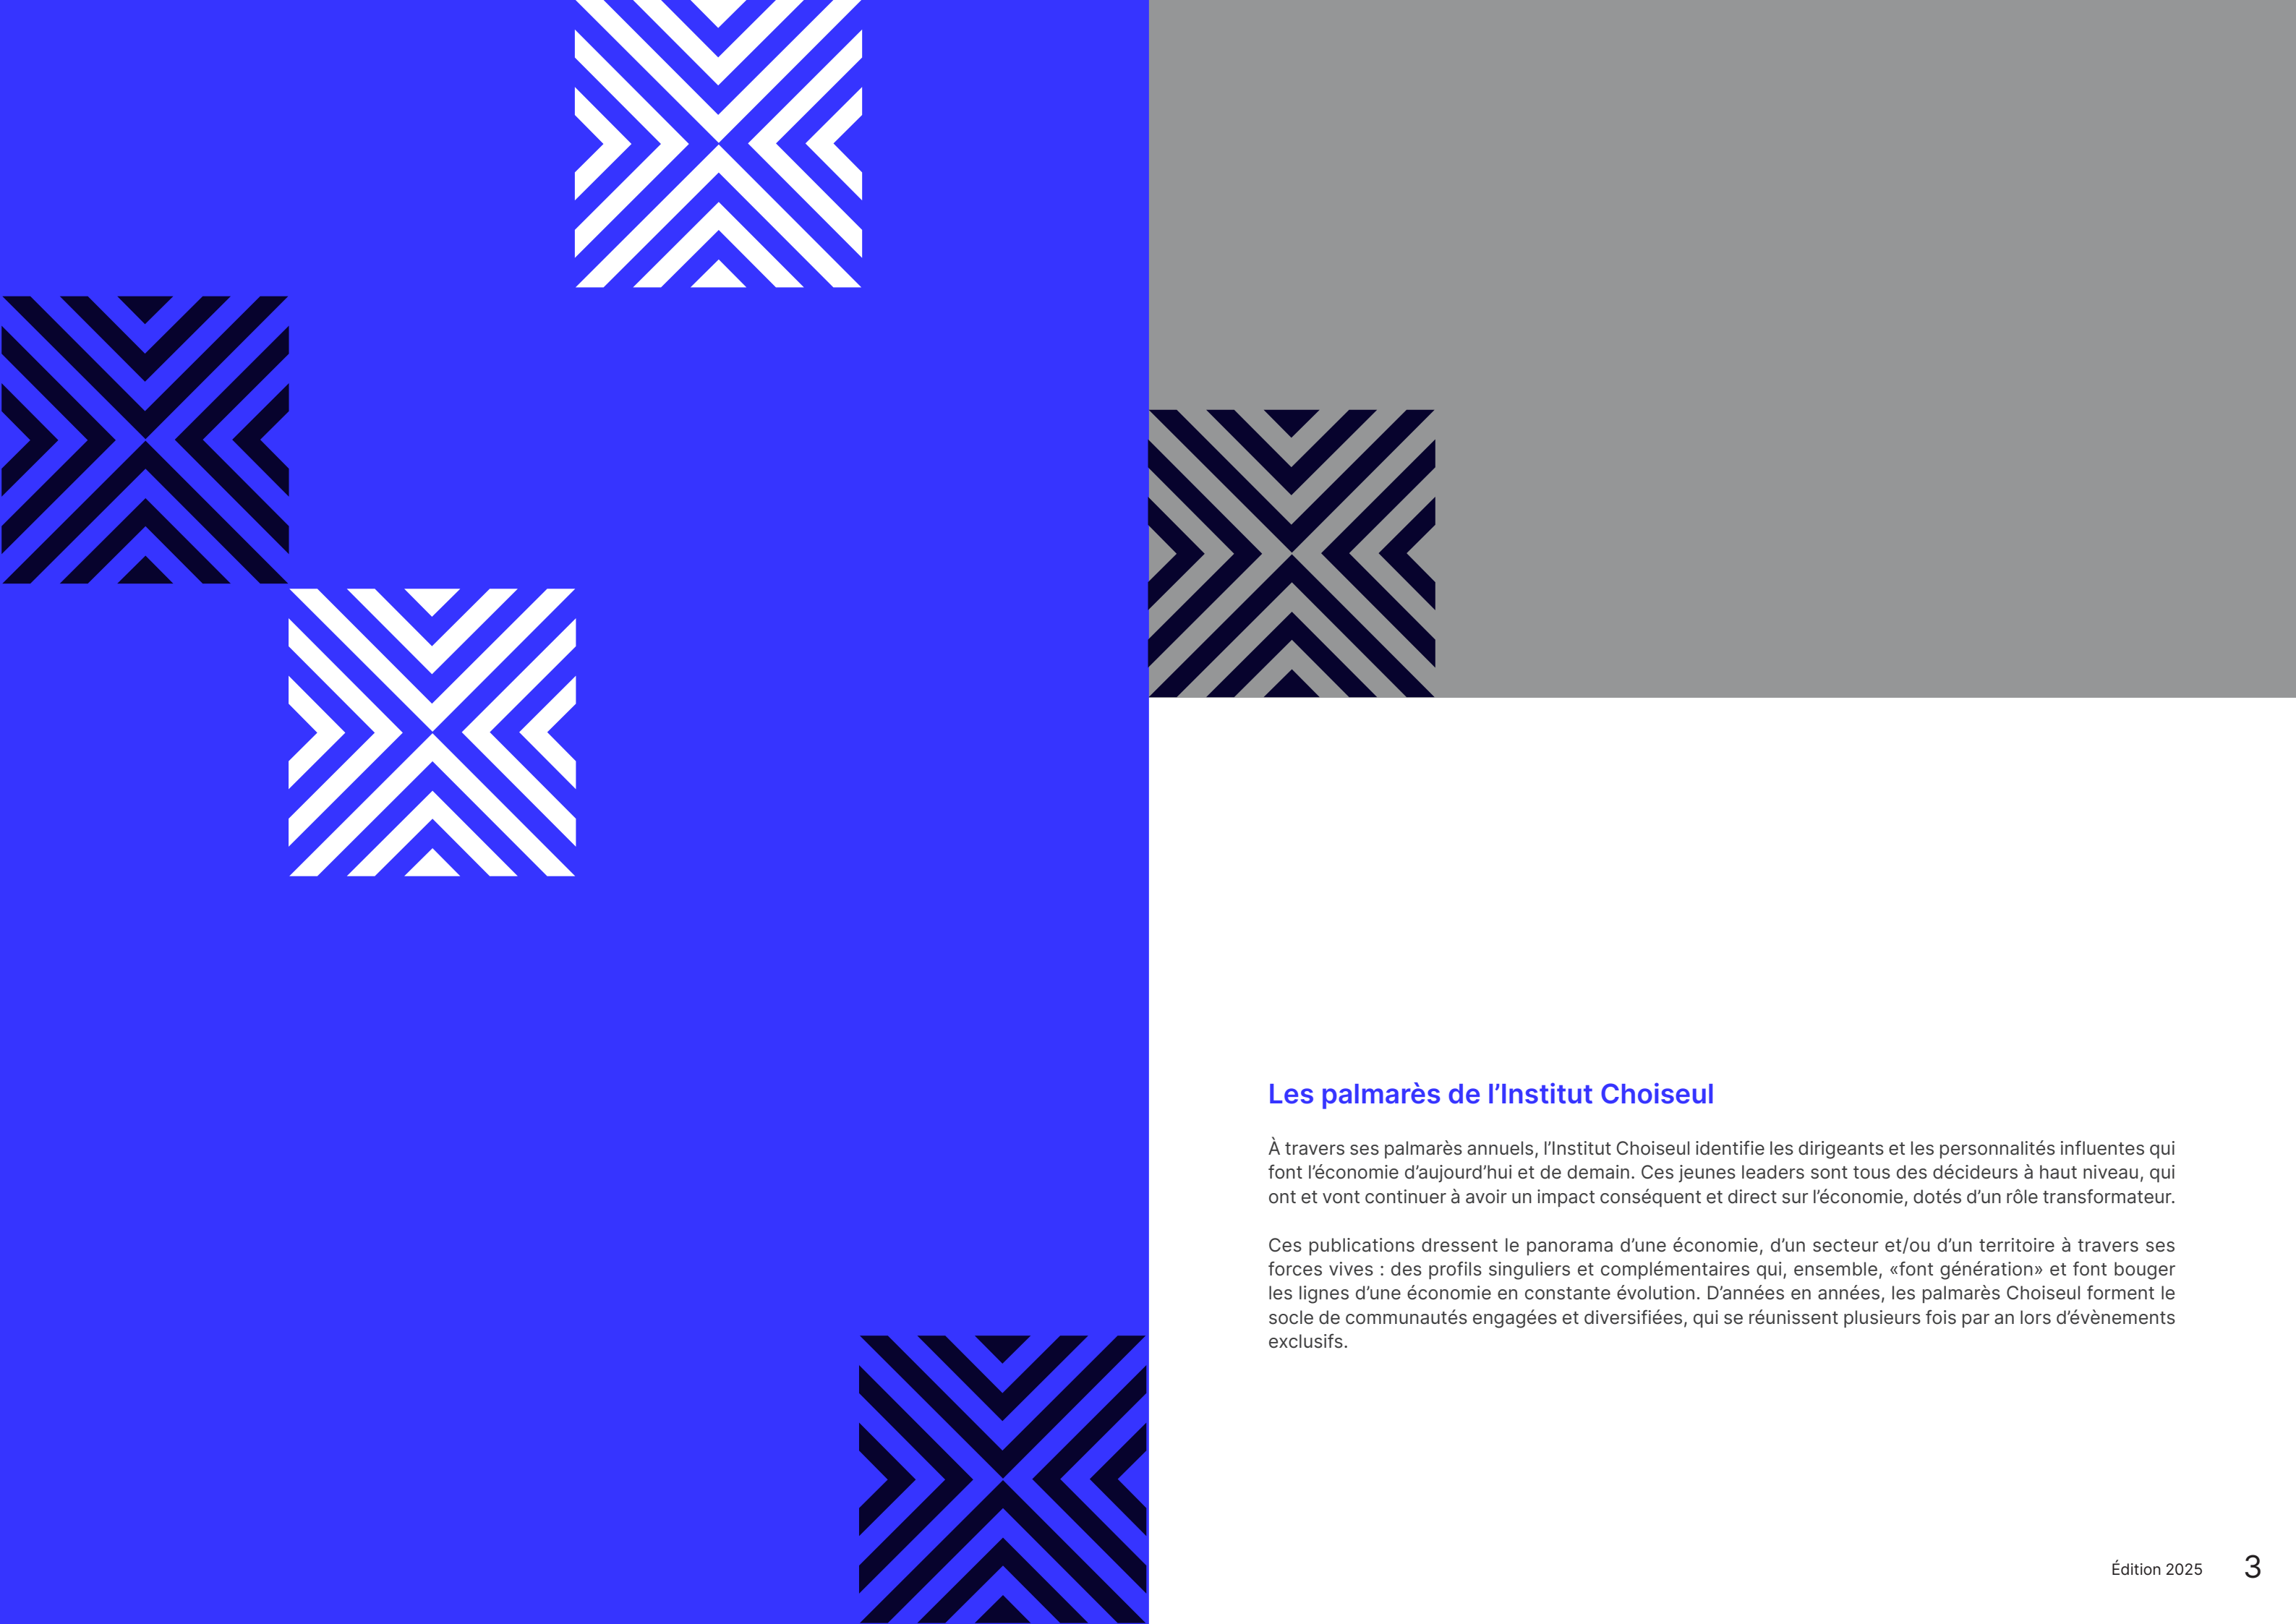 Les palmarès de l’Institut Choiseul
À travers ses palmarès annuels, l’Institut Choiseul identifie les dirigeants et les personnalités influentes qui
font l’économie d’aujourd’hui et de demain. Ces jeunes leaders sont tous des décideurs à haut niveau, qui
ont et vont continuer à avoir un impact conséquent et direct sur l’économie, dotés d’un rôle transformateur.
Ces publications dressent le panorama d’une économie, d’un secteur et/ou d’un territoire à travers ses
forces vives : des profils singuliers et complémentaires qui, ensemble, «font génération» et font bouger
les lignes d’une économie en constante évolution. D’années en années, les palmarès Choiseul forment le
socle de communautés engagées et diversifiées, qui se réunissent plusieurs fois par an lors d’évènements
exclusifs.
Édition 2025 3